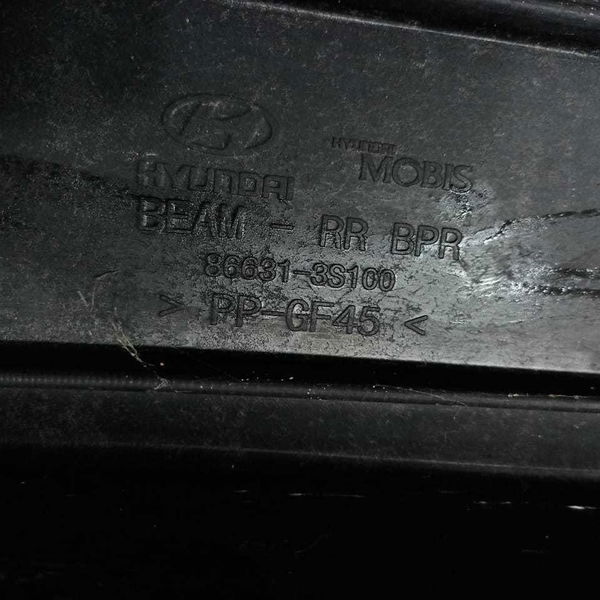 HYUNDAI
MOBIS
HYUNDAI
BEAM - RR BPR
86631-3S100
> PP-GF45 <